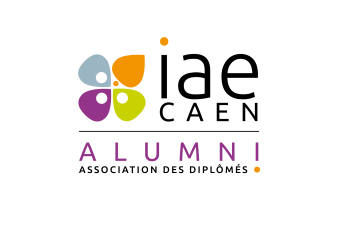 iae
CAEN
ALUMNI
ASSOCIATION DES DIPLÔMÉS